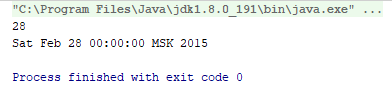 "C:\Program Files\Java\jdk1.8.0_191\bin\java.exe" ...
28
Sat Feb 28 00:00:00 MSK 2015
Process finished with exit code 0